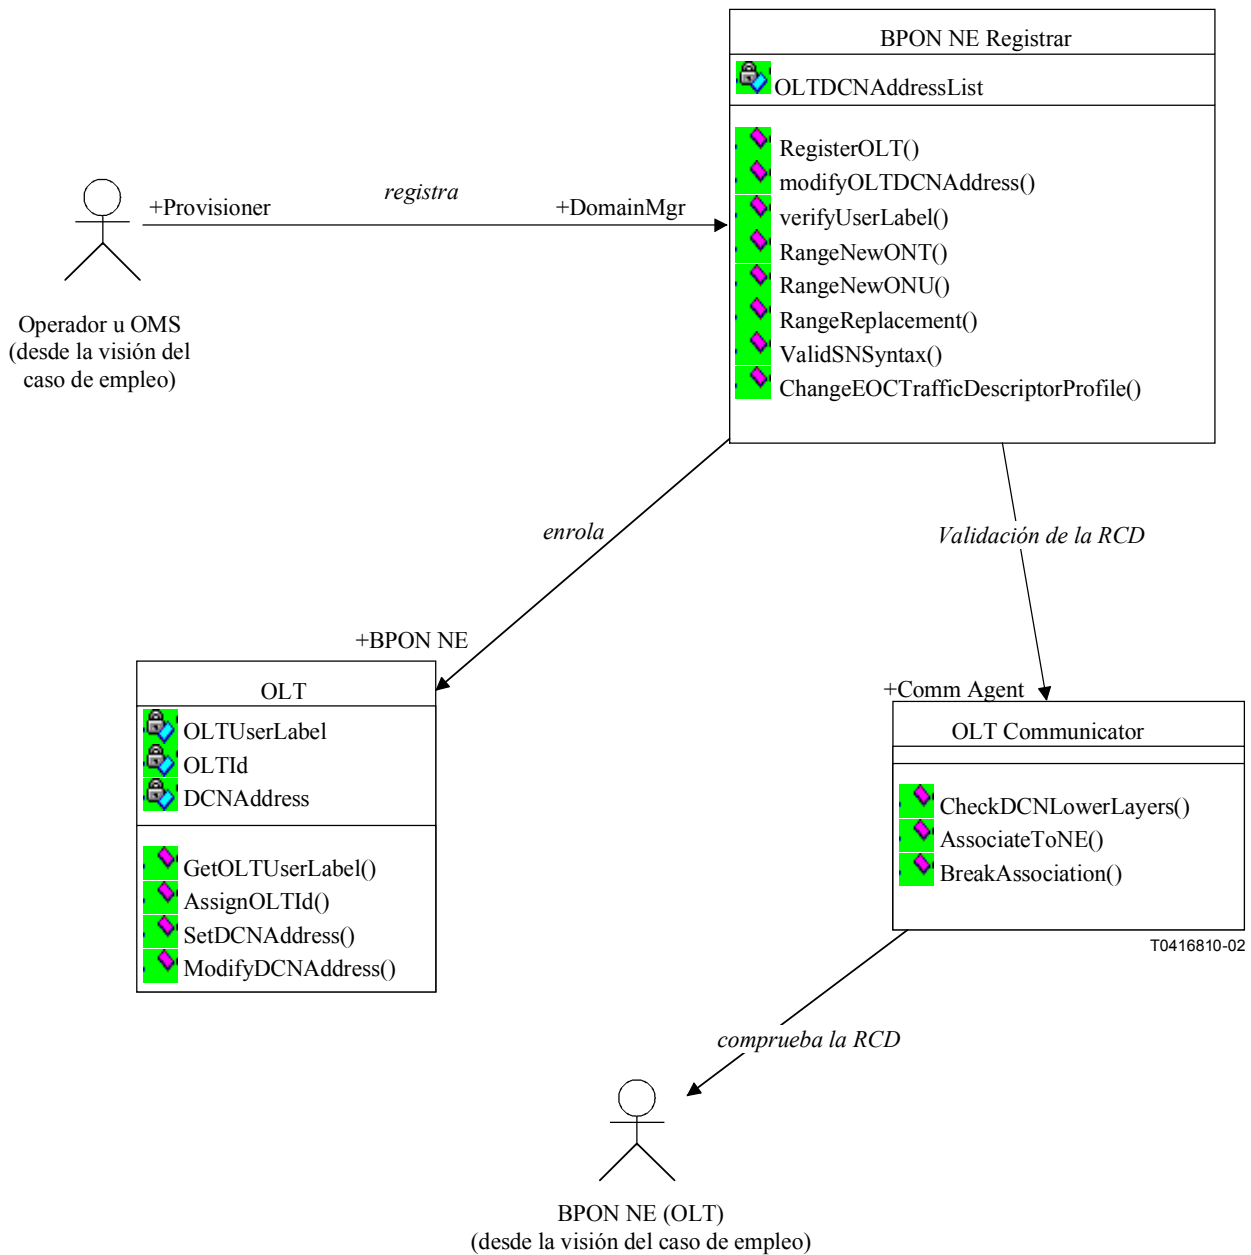 BPON NE Registrar
OLTDCNAddressList
RegisterOLT()
modifyOLTDCNAddress()
verifyUserLabel()
RangeNewONT()
RangeNewONU()
RangeReplacement()
ValidSNSyntax()
ChangeEOCTrafficDescriptorProfile()
+Provisioner
registra
+DomainMgr
Operador u OMS
(desde la visión del
caso de empleo)
enrola
Validación de la RCD
+BPON NE
OLT
OLTUserLabel
OLTId
DCNAddress
GetOLTUserLabel()
AssignOLTId()
SetDCNAddress()
ModifyDCNAddress()
+Comm Agent
OLT Communicator
CheckDCNLowerLayers()
AssociateToNE()
BreakAssociation()
T0416810-02
comprueba la RCD
BPON NE (OLT)
(desde la visión del caso de empleo)